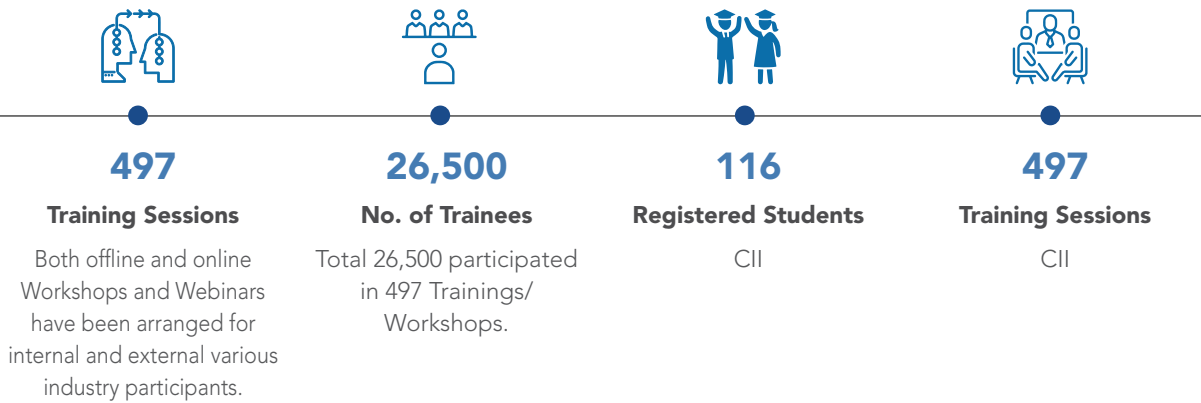 497
Training Sessions
Both offline and online
Workshops and Webinars
have been arranged for
internal and external various
industry participants.
26,500
No. of Trainees
Total 26,500 participated
in 497 Trainings/
Workshops.
116
Registered Students
CII
497
Training Sessions
CII